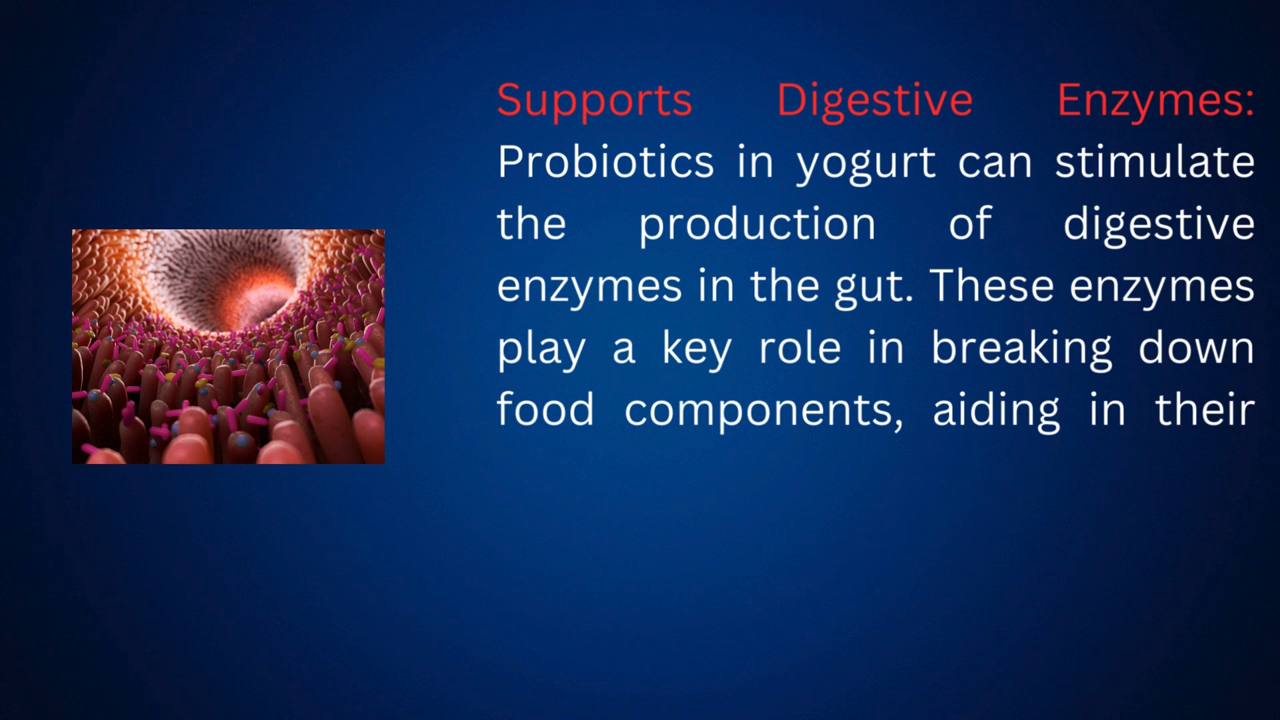 Supports Digestive Enzymes:
Probiotics in yogurt can stimulate
the production of digestive
enzymes in the gut. These enzymes
play a key role in breaking down
food components, aiding in their